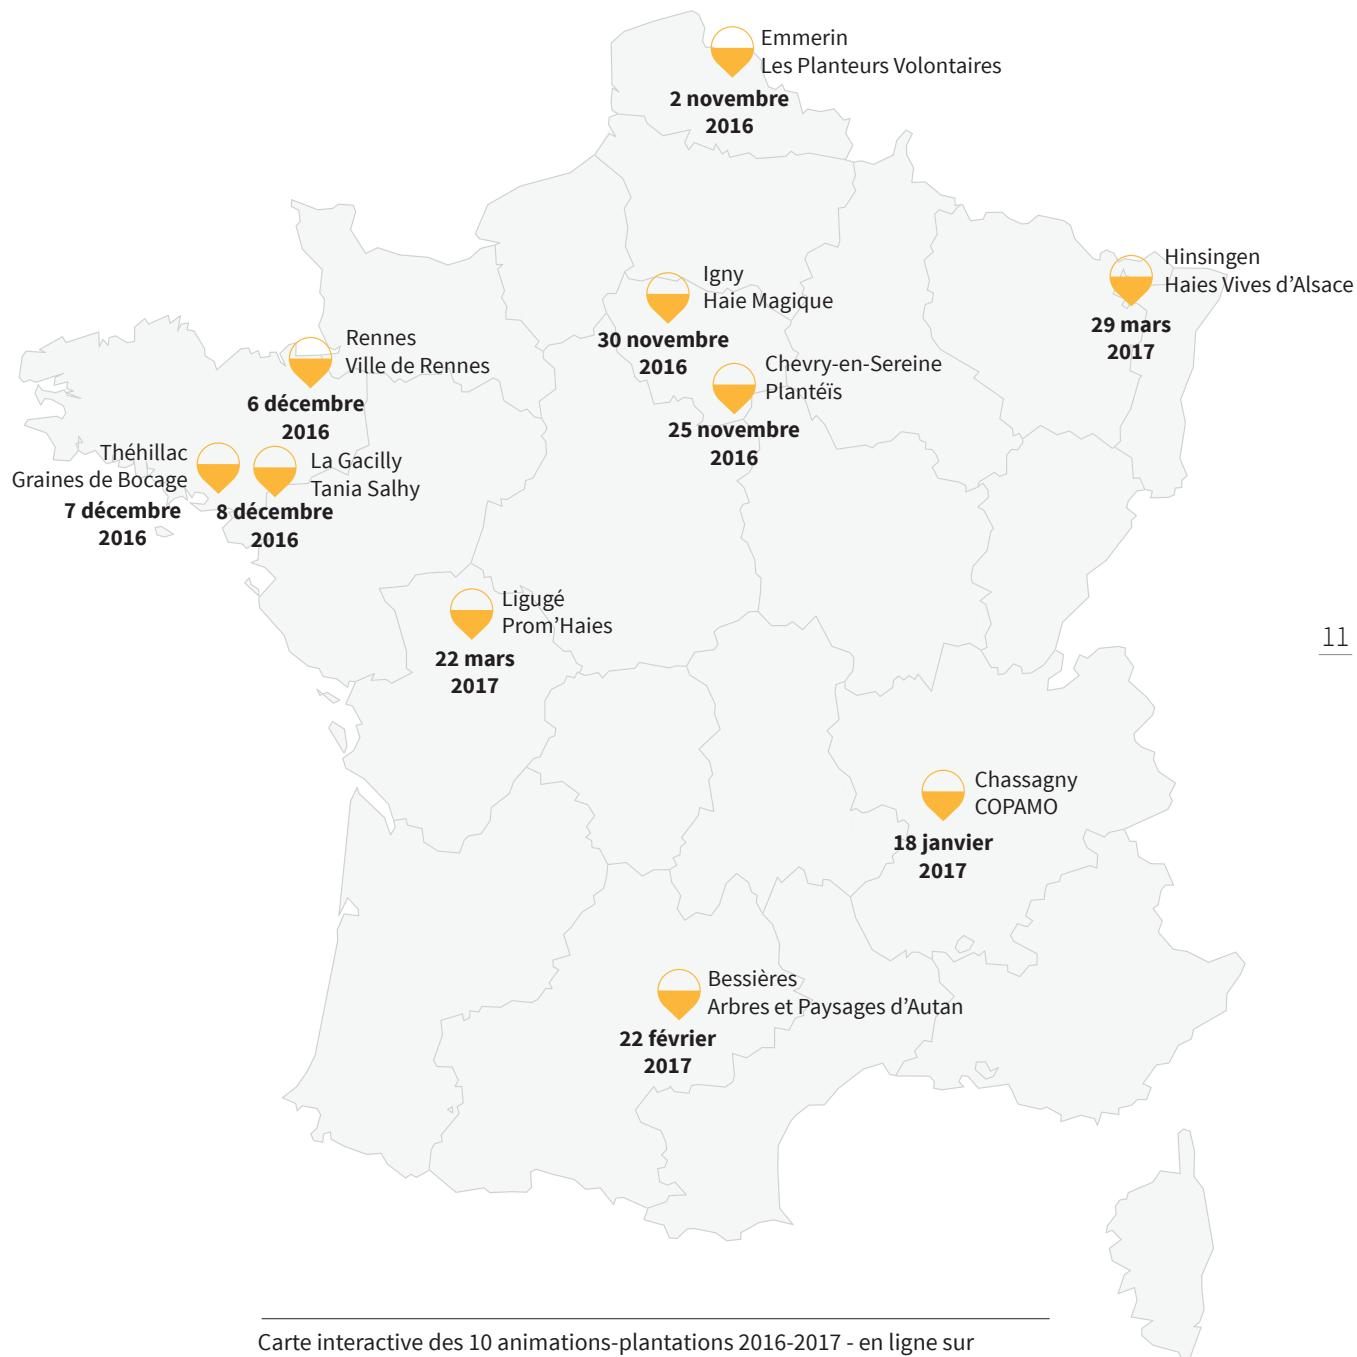 Emmerin
Les Planteurs Volontaires
2 novembre
2016
Hinsingen
Haies Vives d'Alsace
29 mars
2017
Igny
Haie Magique
30 novembre
2016
Chevry-en-Sereine
Plantéïs
25 novembre
2016
Rennes
Ville de Rennes
6 décembre
2016
Théhillac
Graines de Bocage
7 décembre
2016
La Gacilly
Tania Salhy
8 décembre
2016
Ligugé
Prom'Haies
22 mars
2017
11
Chassagny
COPAMO
18 janvier
2017
Bessières
Arbres et Paysages d'Autan
22 février
2017
Carte interactive des 10 animations-plantations 2016-2017 - en ligne sur